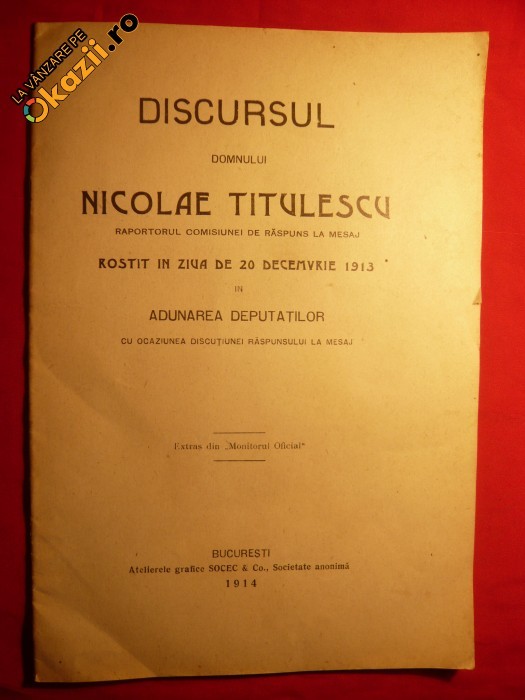 LA VÂNZARE PE
Okazii.ro
DISCURSUL
DOMNULUI
NICOLAE TITULESCU
RAPORTORUL COMISIUNEI DE RĂSPUNS LA MESAJ
ROSTIT IN ZIUA DE 20 DECEMVRIE 1913
IN
ADUNAREA DEPUTAȚILOR
CU OCAZIUNEA DISCUȚIUNEI RĂSPUNSULUI LA MESAJ
Extras din „Monitorul Oficial“
BUCUREȘTI
Atelierele grafice SOCEC & Co., Societate anonimă
1914